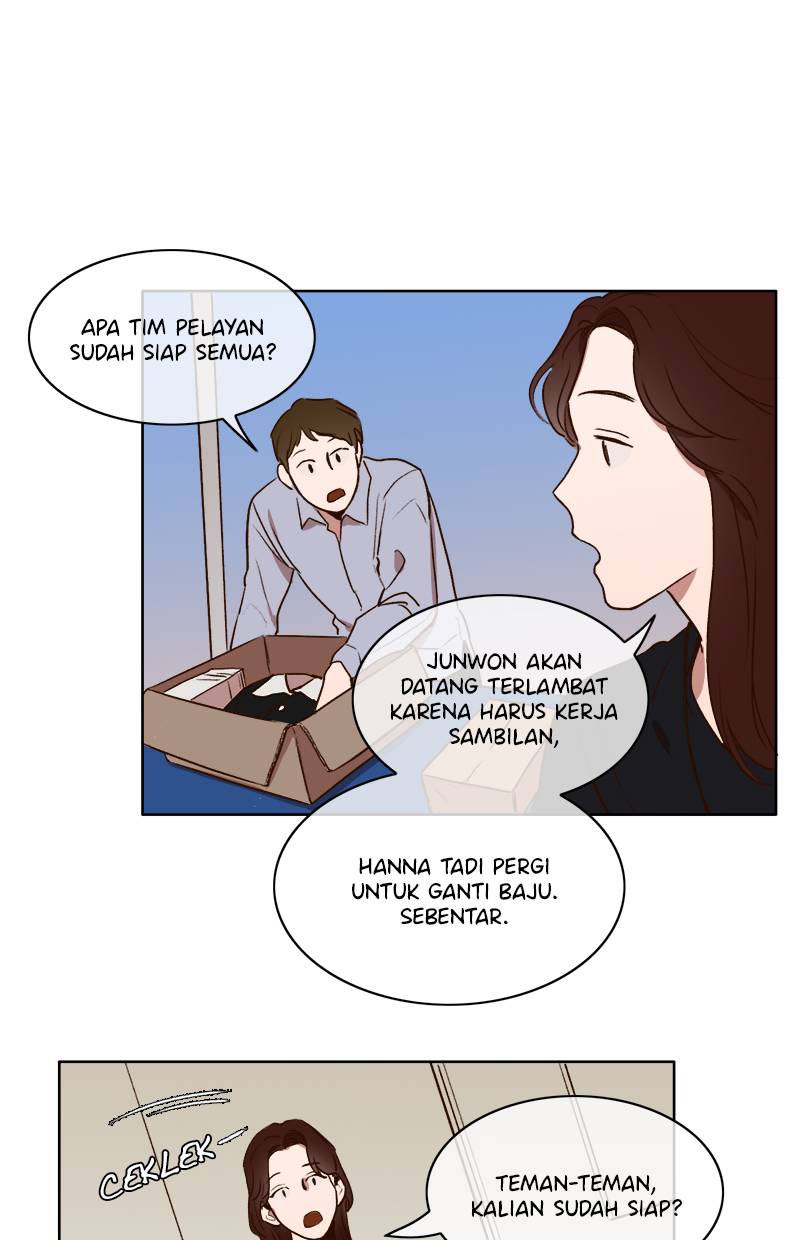 APA TIM PELAYAN
SUDAH SIAP SEMUA?
JUNWON AKAN
DATANG TERLAMBAT
KARENA HARUS KERJA
SAMBILAN,
HANNA TADI PERGI
UNTUK GANTI BAJU.
SEBENTAR.
CEKLEK
TEMAN-TEMAN,
KALIAN SUDAH SIAP?